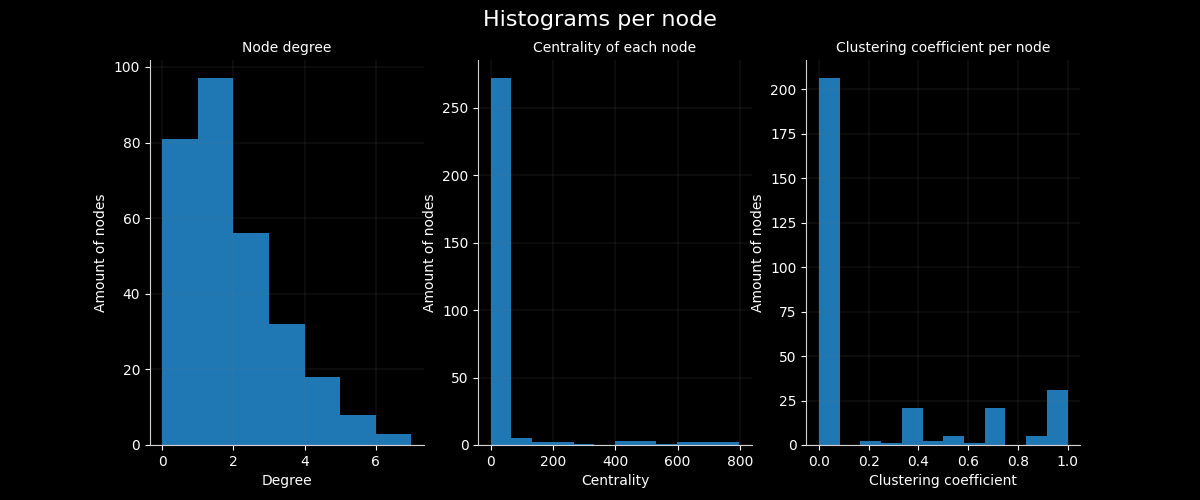 Histograms per node
Node degree
Amount of nodes
100
80
60
40
20
0
0 2 4 6
Degree
Centrality of each node
Amount of nodes
250
200
150
100
50
0
0 200 400 600 800
Centrality
Clustering coefficient per node
Amount of nodes
200
175
150
125
100
75
50
25
0
0.0 0.2 0.4 0.6 0.8 1.0
Clustering coefficient